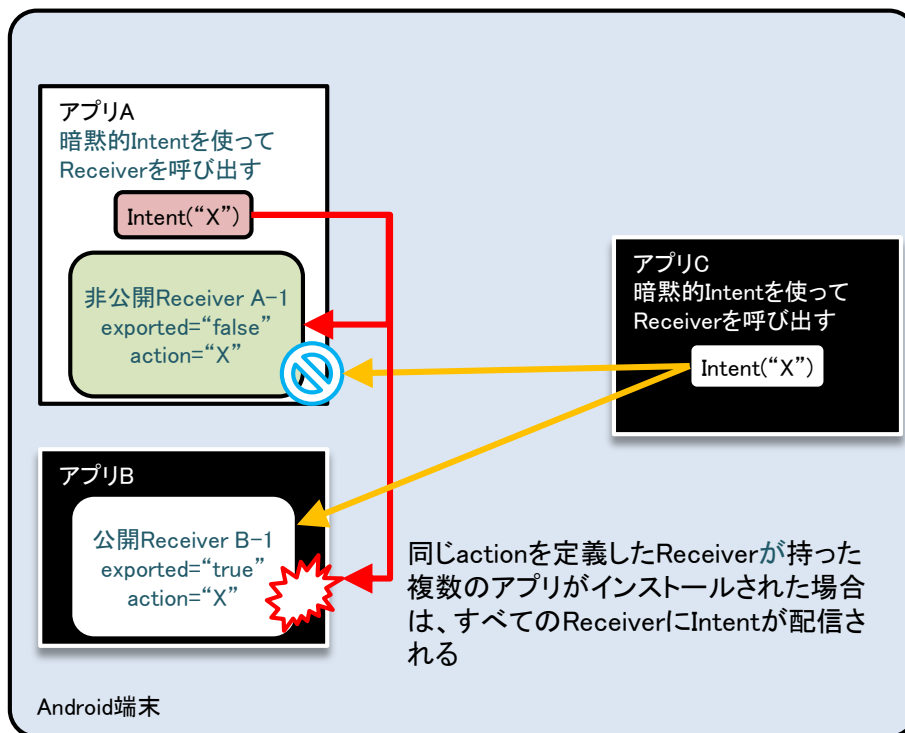 アプリA
暗黙的Intentを使って
Receiverを呼び出す
Intent(“X”)
非公開Receiver A-1
exported=“false”
action=“X”
アプリC
暗黙的Intentを使って
Receiverを呼び出す
Intent(“X”)
アプリB
公開Receiver B-1
exported=“true”
action=“X”
同じactionを定義したReceiverが持った
複数のアプリがインストールされた場合
は、すべてのReceiverにIntentが配信さ
れる
Android端末